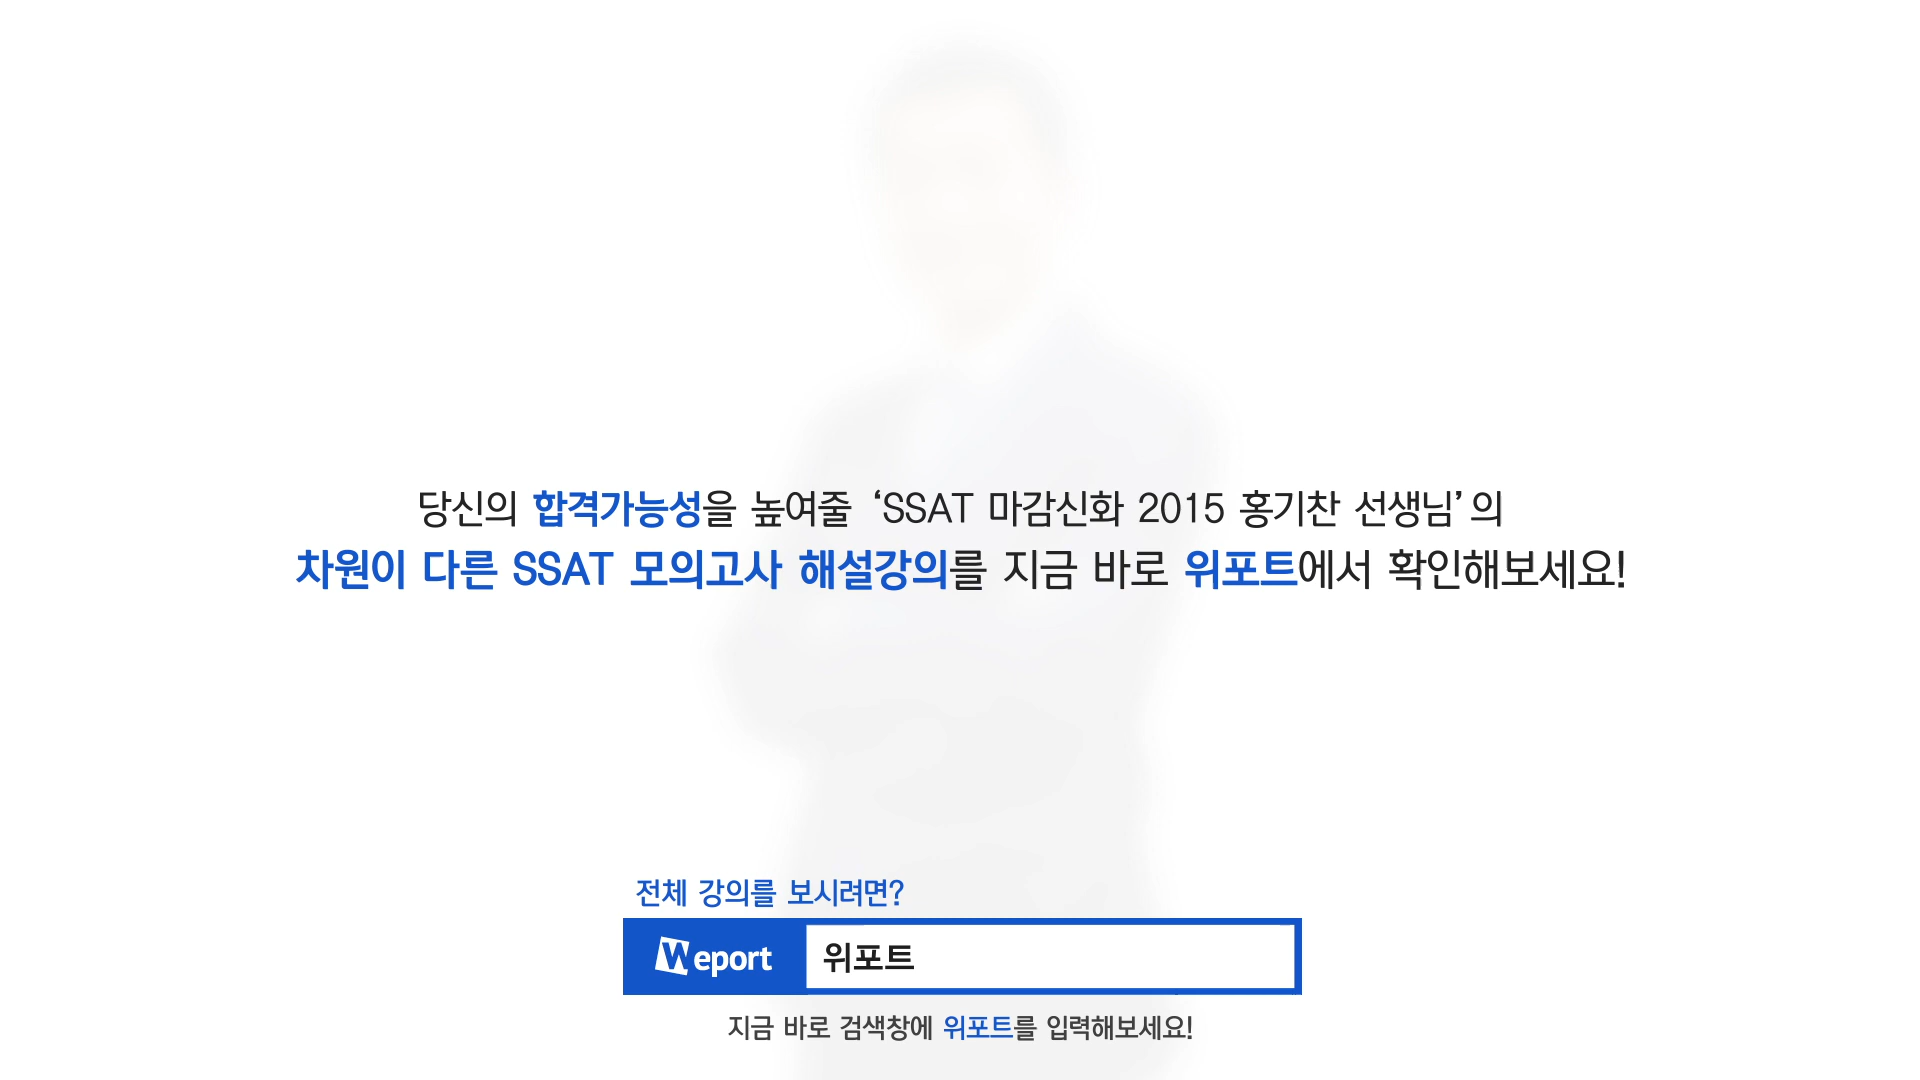 당신의 합격가능성을 높여줄 ‘SSAT 마감신화 2015 홍기찬 선생님’의
차원이 다른 SSAT 모의고사 해설강의를 지금 바로 위포트에서 확인해보세요!
전체 강의를 보시려면?
Weport 위포트
지금 바로 검색창에 위포트를 입력해보세요!